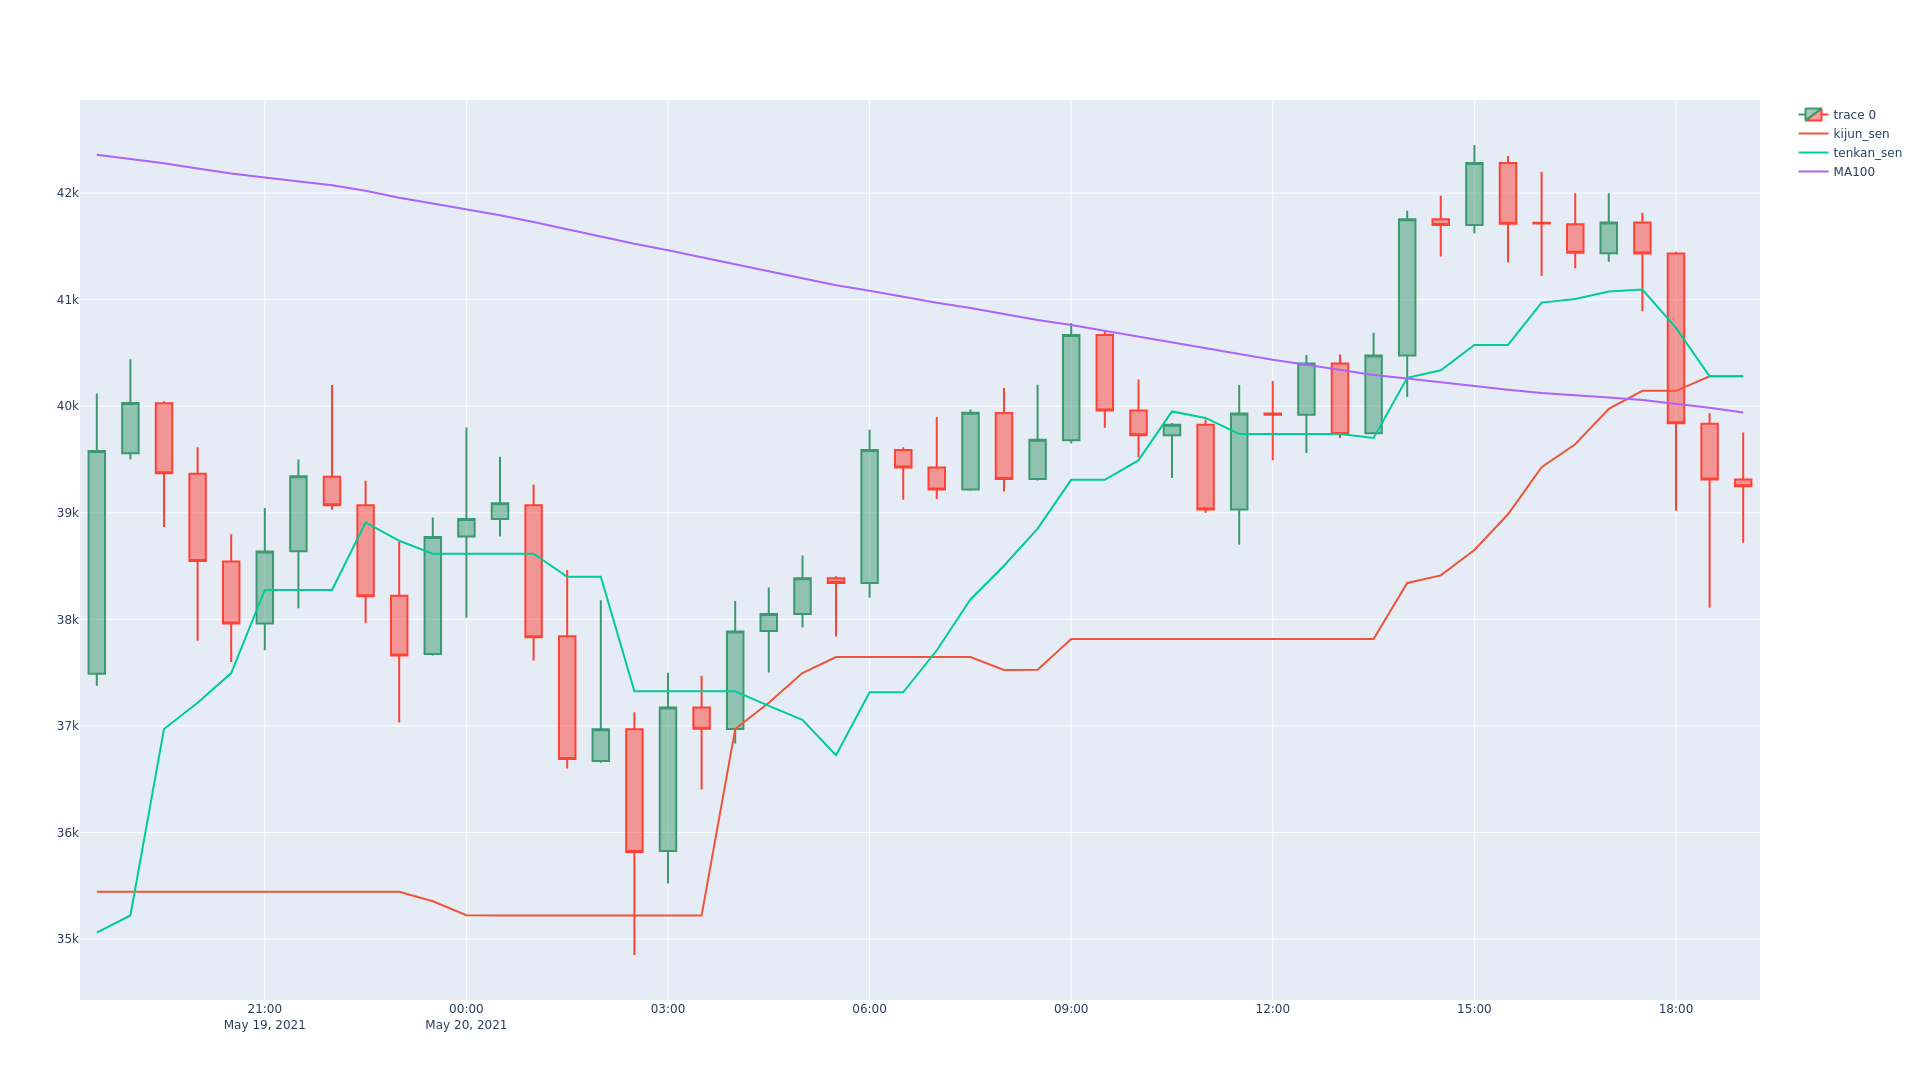 trace 0
kijun_sen
tenkan_sen
MA100
42k
41k
40k
39k
38k
37k
36k
35k
21:00 00:00 03:00 06:00 09:00 12:00 15:00 18:00
May 19, 2021 May 20, 2021